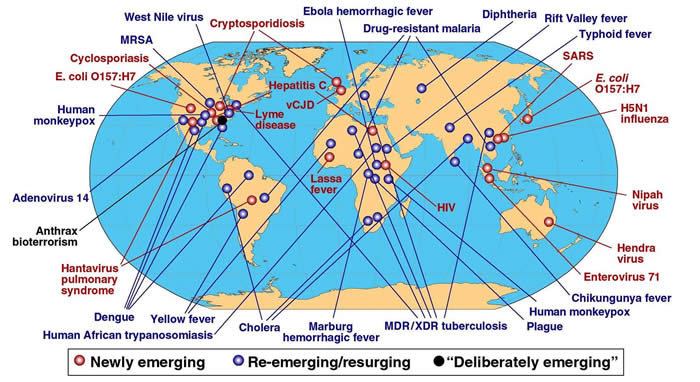 Ebola hemorrhagic fever
West Nile virus
Cryptosporidiosis
Drug-resistant malaria
Diphtheria
Rift Valley fever
Typhoid fever
MRSA
SARS
Cyclosporiasis
E. coli O157:H7
Hepatitis C
vCJD
E. coli
O157:H7
Human
monkeypox
Lyme
disease
H5N1
influenza
Lassa
fever
Adenovirus 14
HIV
Nipah
virus
Anthrax
bioterrorism
Hendra
virus
Hantavirus
pulmonary
syndrome
Enterovirus 71
Chikungunya fever
Dengue
Yellow fever
Human monkeypox
Human African trypanosomiasis
Cholera
Marburg
hemorrhagic fever
MDR/XDR tuberculosis
Plague
Newly emerging
Re-emerging/resurging
“Deliberately emerging”